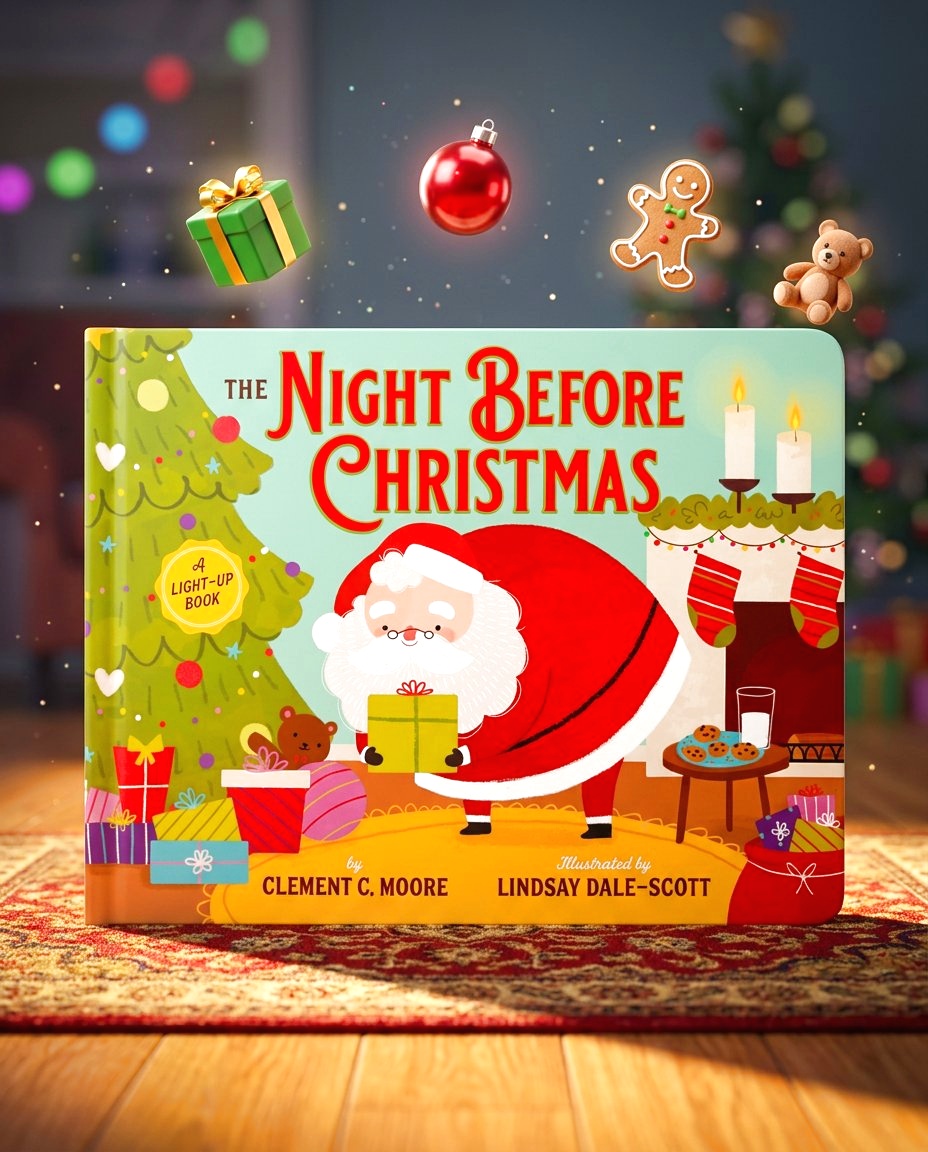 THE NIGHT BEFORE
CHRISTMAS
A
LIGHT-UP
BOOK
by
CLEMENT C. MOORE
Illustrated by
LINDSAY DALE-SCOTT